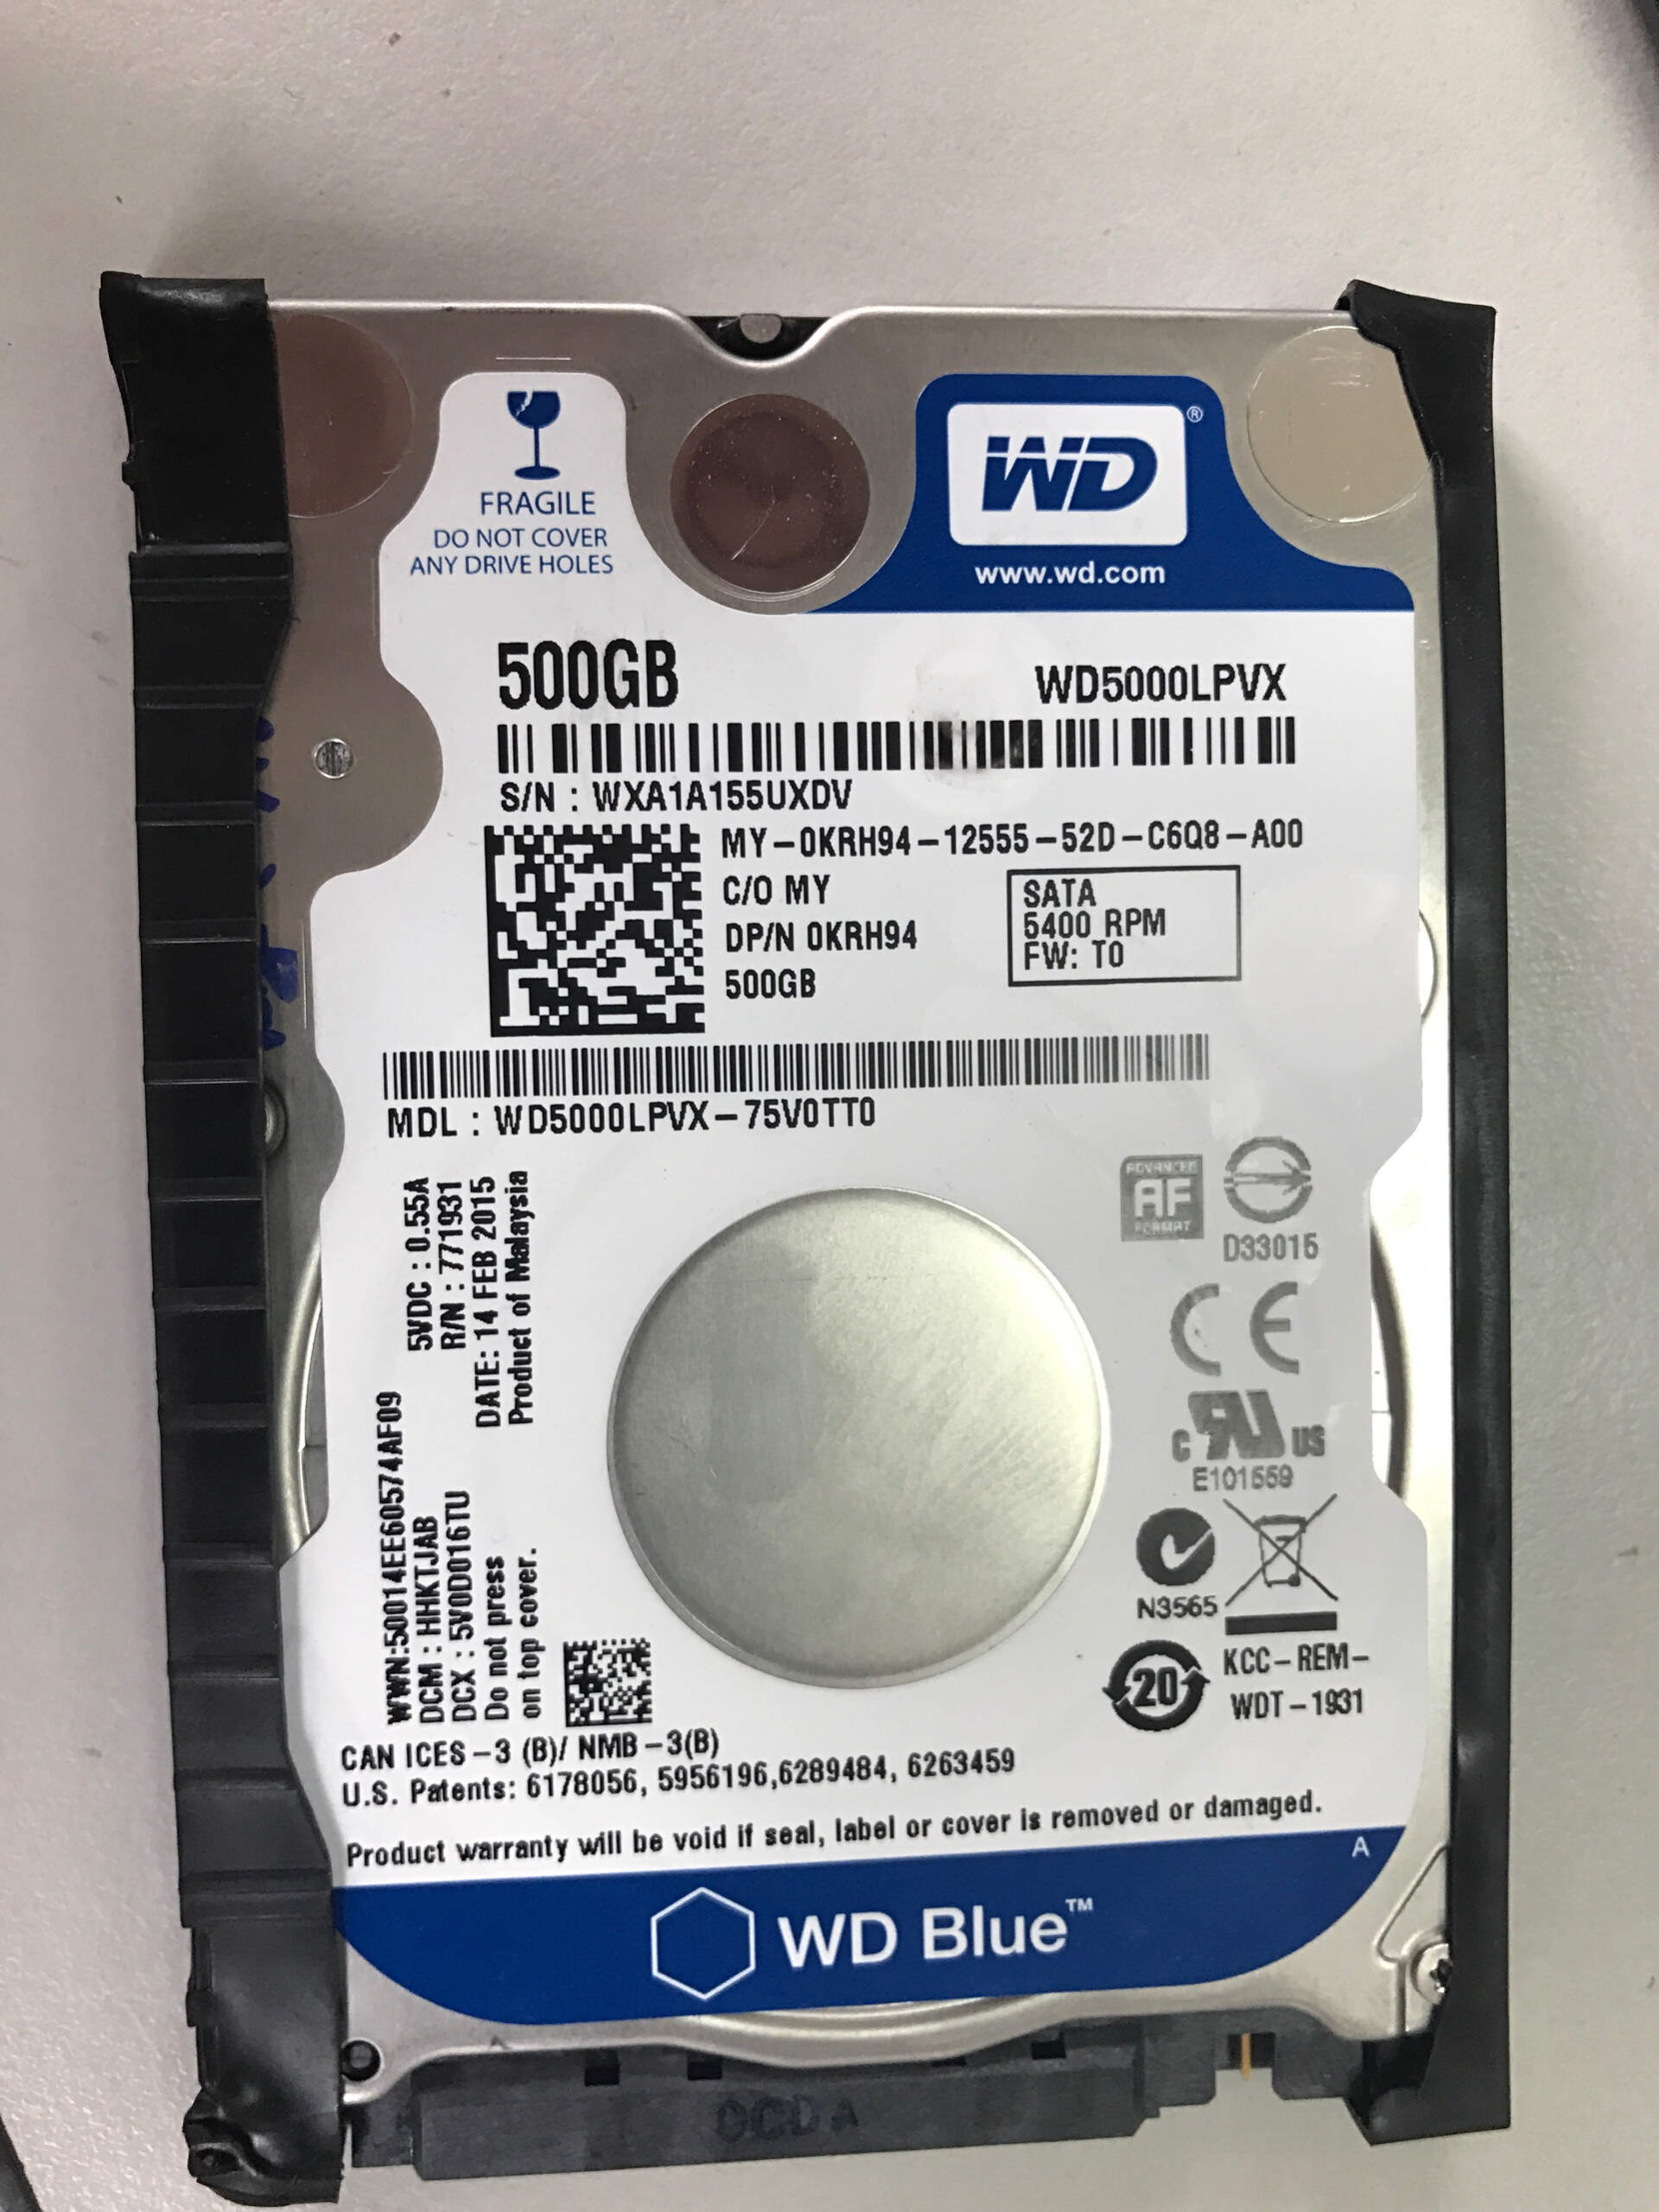 FRAGILE
DO NOT COVER
ANY DRIVE HOLES
WD®
www.wd.com
500GB
WD5000LPVX
S/N : WXA1A155UXDV
MY-0KRH94-12555-52D-C6Q8-A00
C/O MY
DP/N 0KRH94
500GB
SATA
5400 RPM
FW: T0
MDL : WD5000LPVX-75V0TT0
5VDC : 0.55A
R/N : 771931
DATE: 14 FEB 2015
Product of Malaysia
WWN:50014EE60574AF09
DCM : HHKTJAB
DCX : 5V0D016TU
Do not press
on top cover.
ADVANCED
AF
FORMAT
D33015
CE
c RU US
E101559
N3565
20
KCC-REM-
WDT-1931
CAN ICES-3 (B)/ NMB-3(B)
U.S. Patents: 6178056, 5956196,6289484, 6263459
Product warranty will be void if seal, label or cover is removed or damaged.
A
WD Blue™